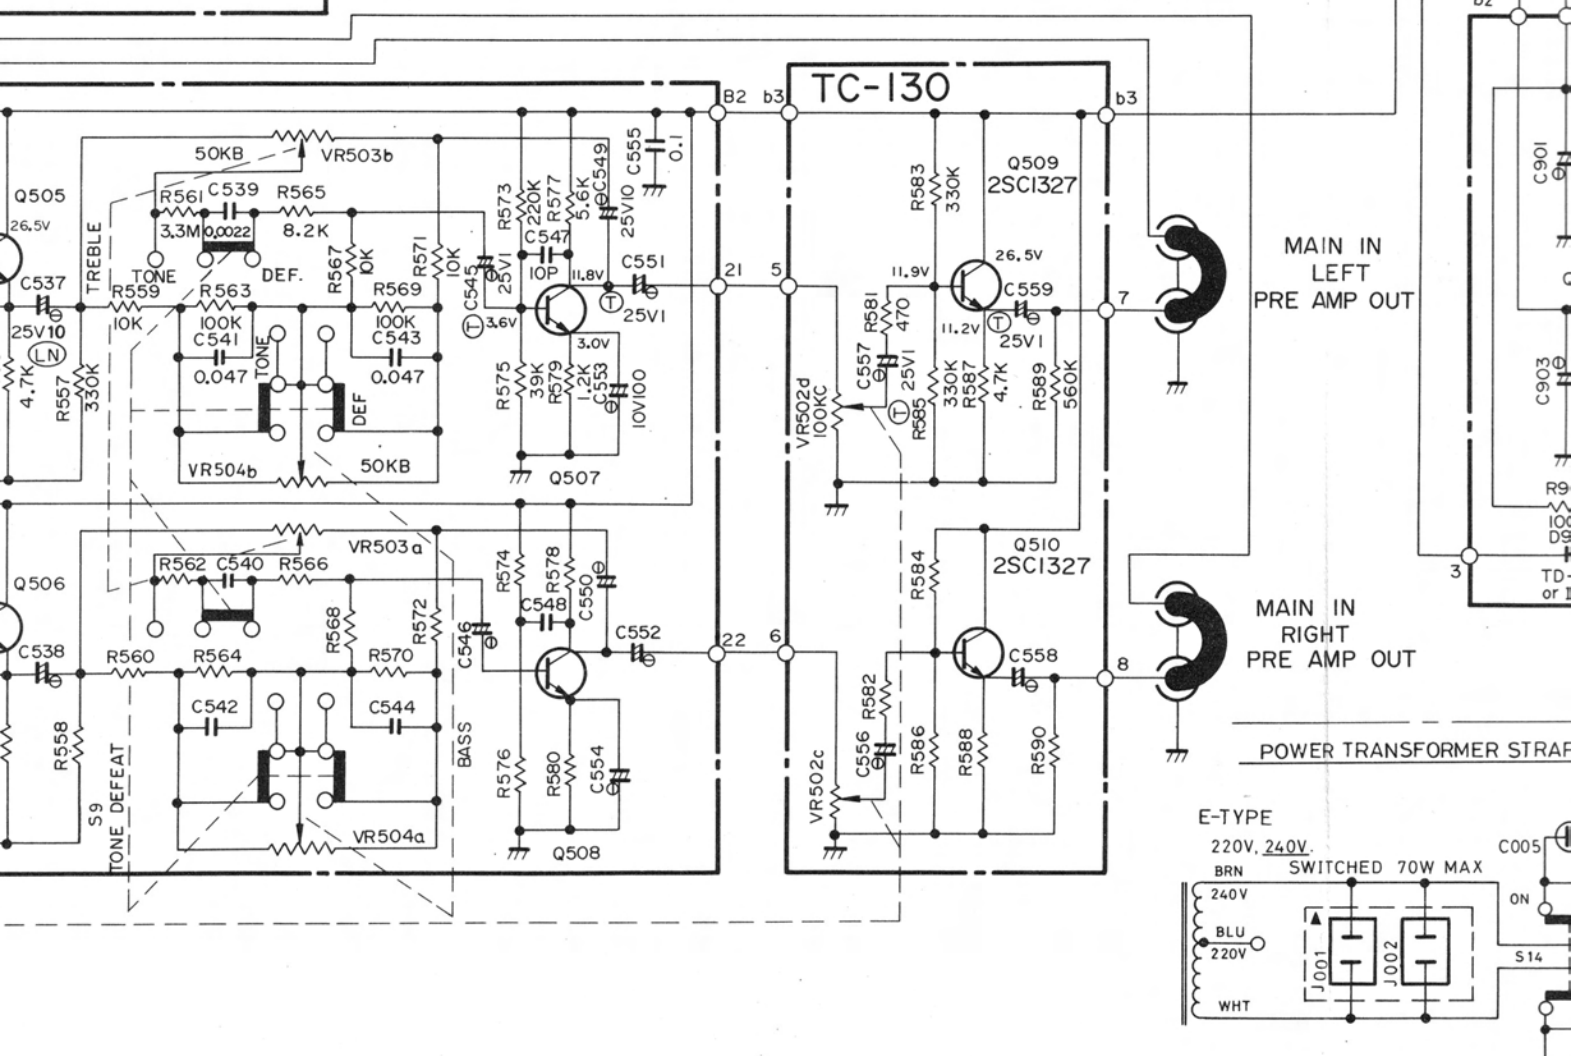 b2
B2
b3
TC-130
b3
50KB
VR503b
C555
0.1
C549
25V10
R573
220K
R577
5.6K
R583
330K
Q509
2SC1327
C901
Q505
26.5V
R561
C539
R565
3.3M
0.0022
8.2K
TREBLE
TONE
DEF.
R567
10K
R571
10K
C545
25V1
C547
10P
11.8V
C551
25V1
T
21
5
11.9V
26.5V
MAIN IN
LEFT
PRE AMP OUT
C537
25V10
LN
R559
10K
R563
100K
R569
100K
T
3.6V
3.0V
R581
470
C559
T
25V1
11.2V
7
C541
0.047
TONE
C543
0.047
4.7K
R557
330K
R575
39K
R579
1.2K
C553
10V100
C557
25V1
T
R585
330K
R587
4.7K
R589
560K
C903
DEF
VR502d
100KC
VR504b
50KB
Q507
VR503a
R562
C540
R566
R574
R578
C550
R584
Q510
2SC1327
3
Q506
C548
R568
R572
C546
C552
22
6
C558
8
MAIN IN
RIGHT
PRE AMP OUT
C538
R560
R564
R570
C542
C544
R582
R558
BASS
R576
R580
C554
C556
R586
R588
R590
VR502c
S9
TONE DEFEAT
VR504a
Q508
POWER TRANSFORMER STRAP
E-TYPE
220V, 240V.
BRN
SWITCHED 70W MAX
240V
BLU
220V
J001
J002
WHT
C005
ON
S14